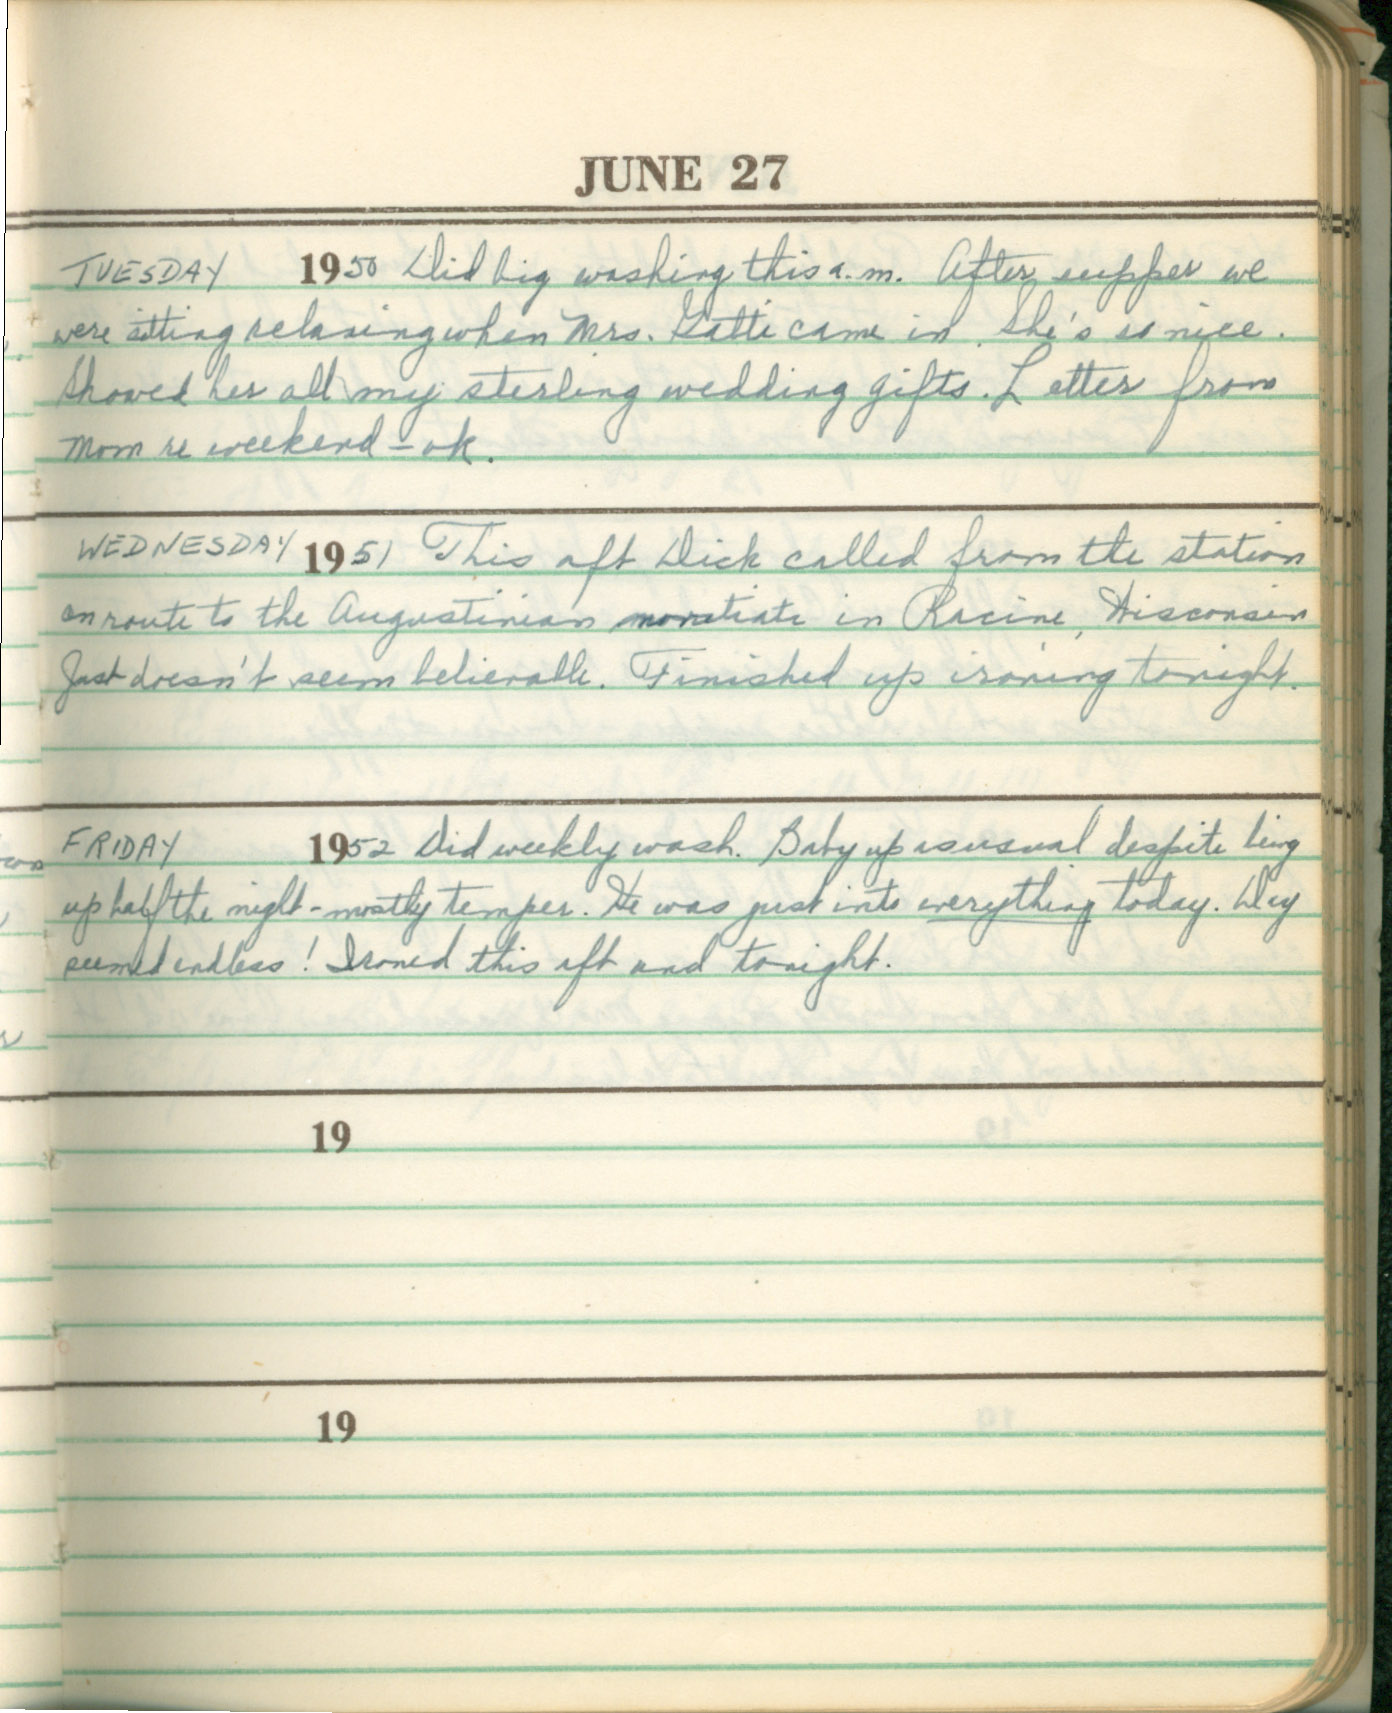 JUNE 27
TUESDAY 1950 Did big washing this a.m. After supper we
were sitting relaxing when Mrs. Gatti came in. She's so nice.
Showed her all my sterling wedding gifts. Letter from
Mom re weekend - ok.
WEDNESDAY 1951 This aft Dick called from the station
enroute to the Augustinian in Racine, Wisconsin
Just doesn't seem believable. Finished up ironing tonight.
FRIDAY 1952 Did weekly wash. Baby up as usual despite being
up half the night - mostly temper. He was just into everything today. Day
seemed endless! Ironed this aft and tonight.
19
19